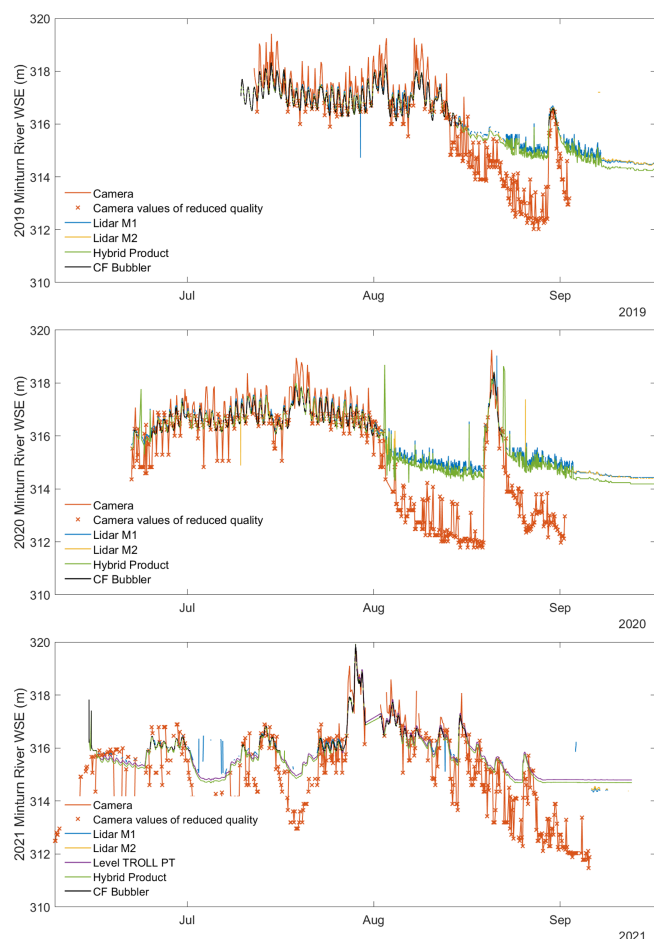 320
318
316
314
312
310
2019 Minturn River WSE (m)
Camera
Camera values of reduced quality
Lidar M1
Lidar M2
Hybrid Product
CF Bubbler
Jul
Aug
Sep
2019
320
318
316
314
312
310
2020 Minturn River WSE (m)
Camera
Camera values of reduced quality
Lidar M1
Lidar M2
Hybrid Product
CF Bubbler
Jul
Aug
Sep
2020
320
318
316
314
312
310
2021 Minturn River WSE (m)
Camera
Camera values of reduced quality
Lidar M1
Lidar M2
Level TROLL PT
Hybrid Product
CF Bubbler
Jul
Aug
Sep
2021